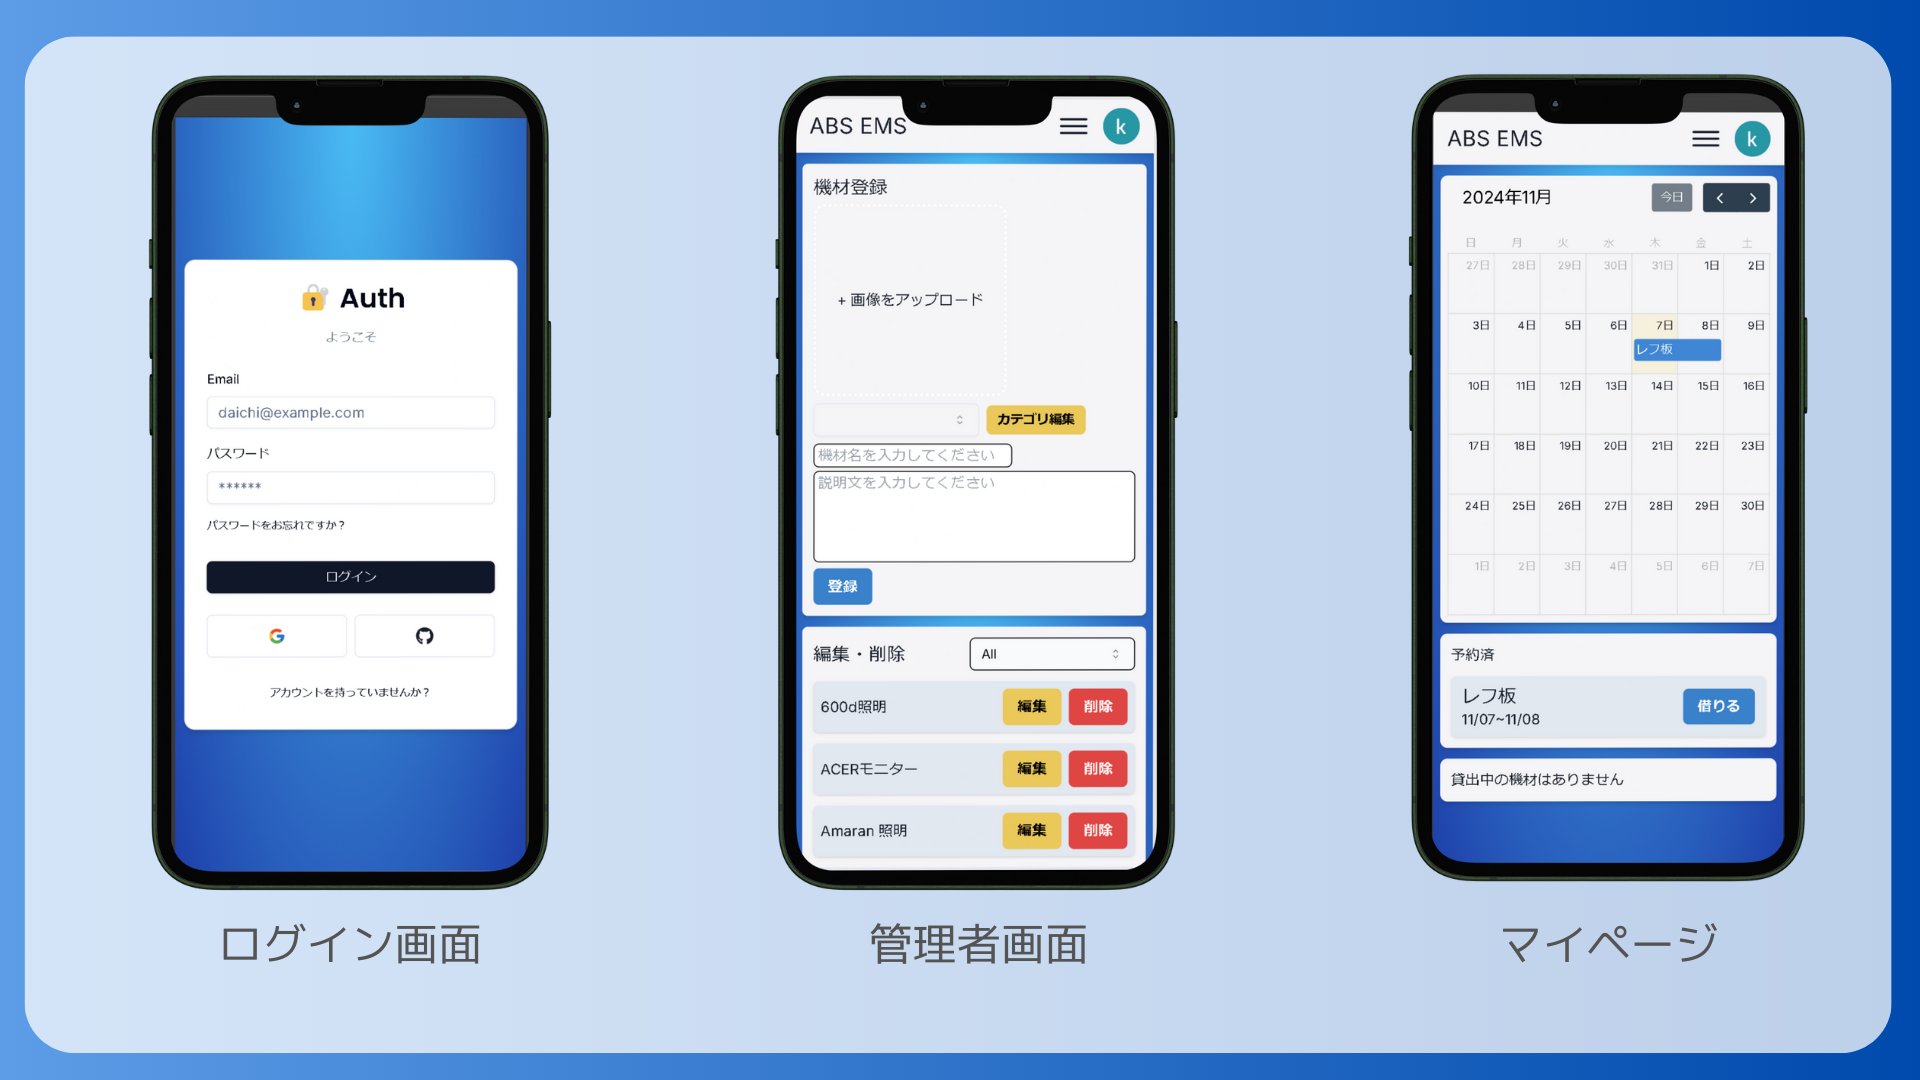 Auth
ようこそ
Email
daichi@example.com
パスワード
******
パスワードをお忘れですか？
ログイン
アカウントを持っていませんか？
ログイン画面
ABS EMS
k
機材登録
+ 画像をアップロード
カテゴリ編集
機材名を入力してください
説明文を入力してください
登録
編集・削除
All
600d照明
編集
削除
ACERモニター
編集
削除
Amaran 照明
編集
削除
管理者画面
ABS EMS
k
2024年11月
今日
日 月 火 水 木 金 土
27日 28日 29日 30日 31日 1日 2日
3日 4日 5日 6日 7日 8日 9日
レフ板
10日 11日 12日 13日 14日 15日 16日
17日 18日 19日 20日 21日 22日 23日
24日 25日 26日 27日 28日 29日 30日
1日 2日 3日 4日 5日 6日 7日
予約済
レフ板
11/07~11/08
借りる
貸出中の機材はありません
マイページ